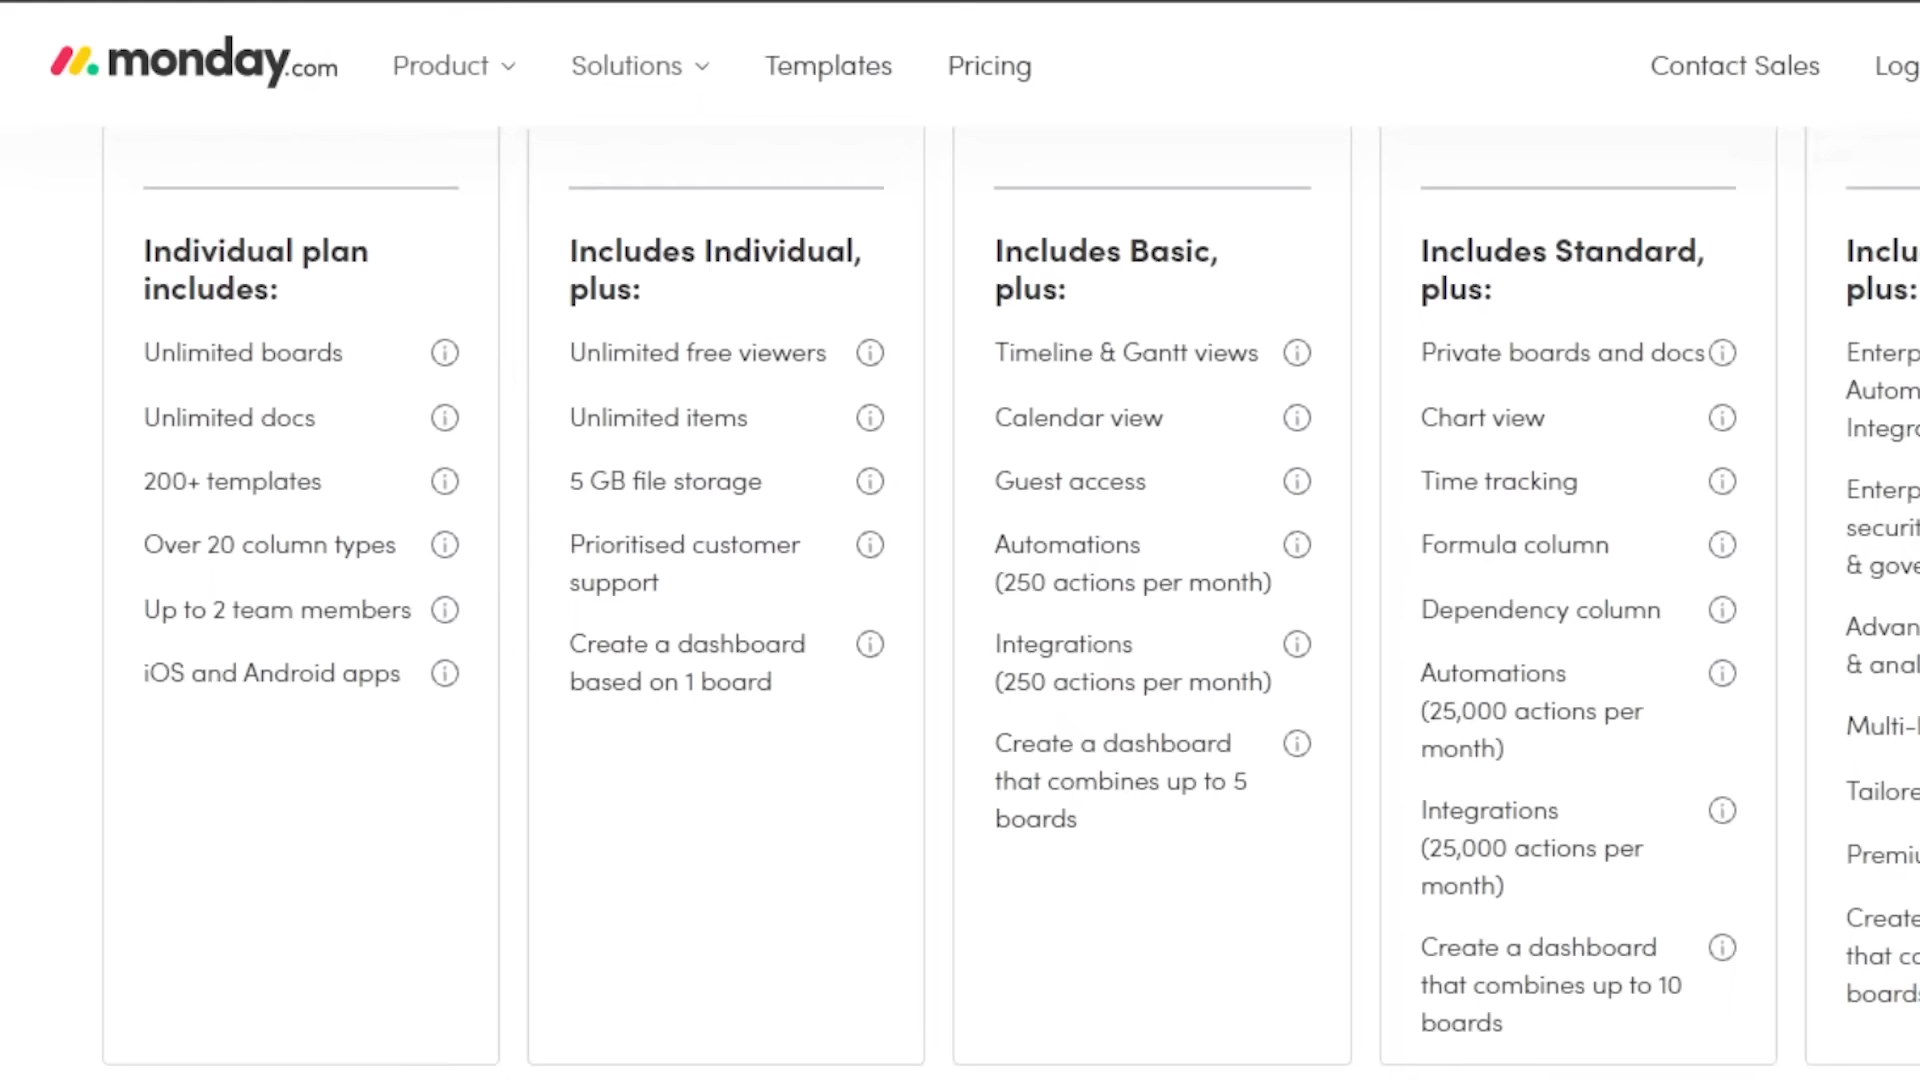 monday.com
Product
Solutions
Templates
Pricing
Contact Sales
Individual plan
includes:
Unlimited boards
Unlimited docs
200+ templates
Over 20 column types
Up to 2 team members
iOS and Android apps
Includes Individual,
plus:
Unlimited free viewers
Unlimited items
5 GB file storage
Prioritised customer
support
Create a dashboard
based on 1 board
Includes Basic,
plus:
Timeline & Gantt views
Calendar view
Guest access
Automations
(250 actions per month)
Integrations
(250 actions per month)
Create a dashboard
that combines up to 5
boards
Includes Standard,
plus:
Private boards and docs
Chart view
Time tracking
Formula column
Dependency column
Automations
(25,000 actions per
month)
Integrations
(25,000 actions per
month)
Create a dashboard
that combines up to 10
boards
plus:
&
&
that